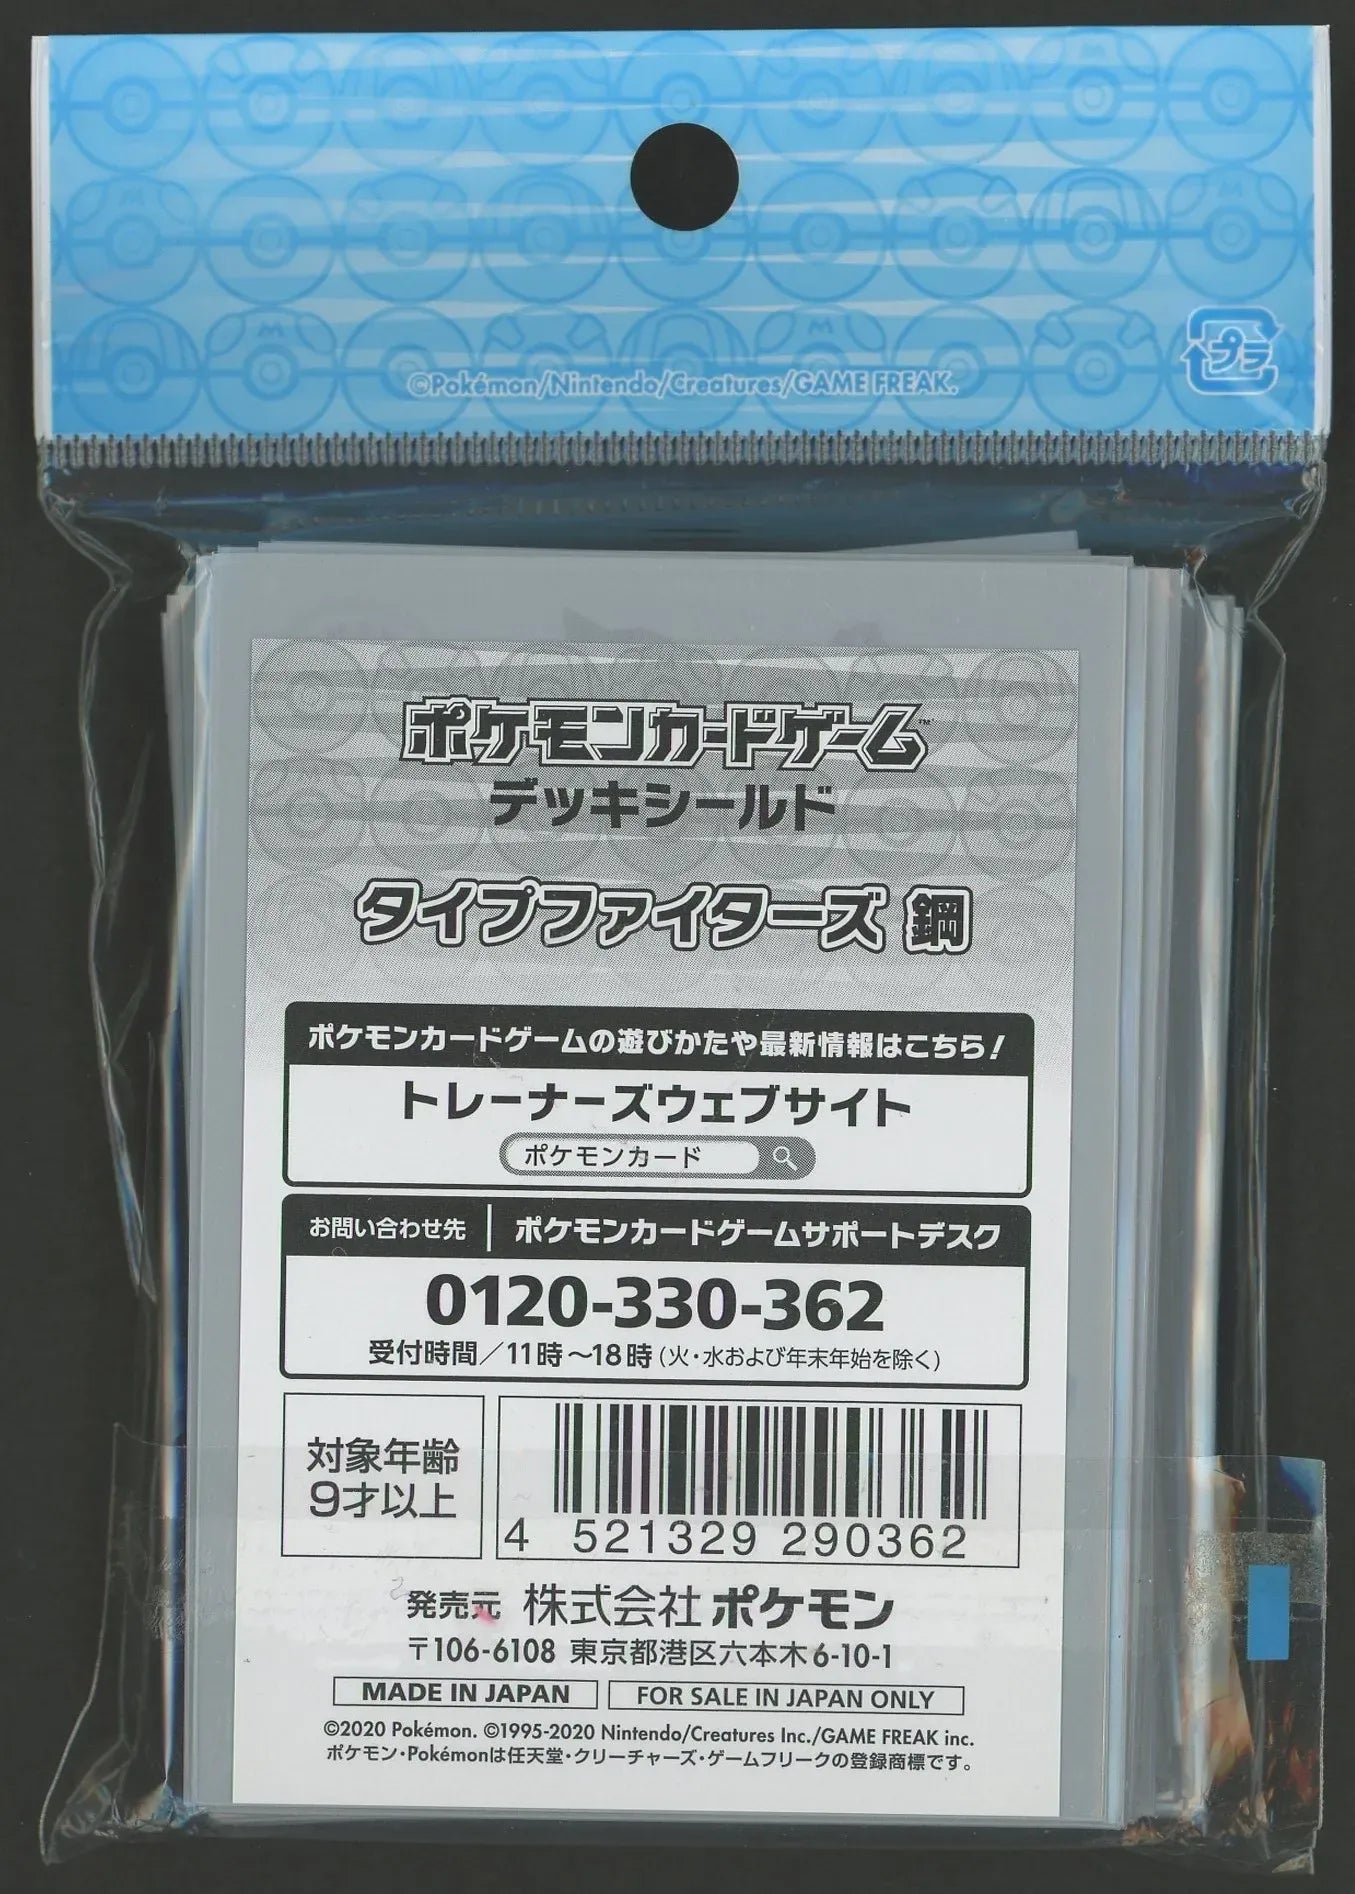 ©Pokémon/Nintendo/Creatures/GAME FREAK.
プラ
ポケモンカードゲーム™
デッキシールド
タイプファイターズ 鋼
ポケモンカードゲームの遊びかたや最新情報はこちら!
トレーナーズウェブサイト
ポケモンカード
お問い合わせ先 ポケモンカードゲームサポートデスク
0120-330-362
受付時間/11時〜18時(火・水および年末年始を除く)
対象年齢
9才以上
4 521329 290362
発売元 株式会社ポケモン
〒106-6108 東京都港区六本木6-10-1
MADE IN JAPAN FOR SALE IN JAPAN ONLY
©2020 Pokémon. ©1995-2020 Nintendo/Creatures Inc./GAME FREAK inc.
ポケモン・Pokémonは任天堂・クリーチャーズ・ゲームフリークの登録商標です。